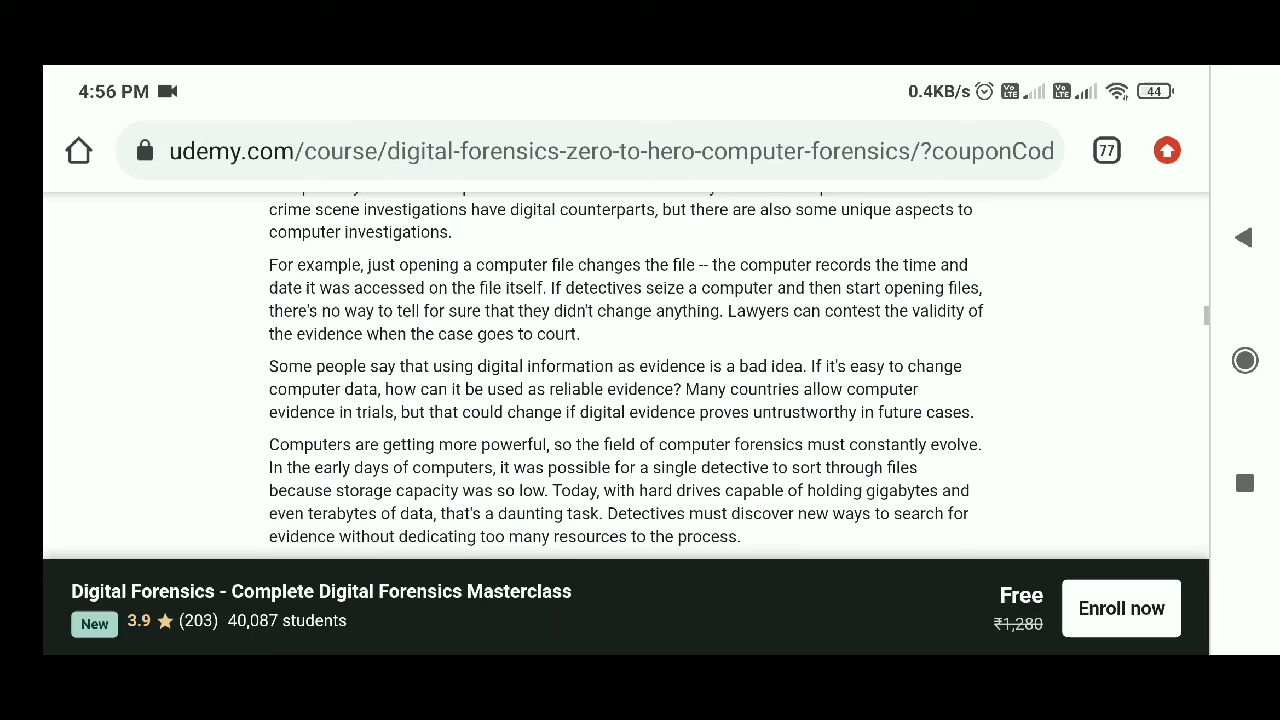 4:56 PM
0.4KB/s
Vo LTE
Vo LTE
44
udemy.com/course/digital-forensics-zero-to-hero-computer-forensics/?couponCod
77
crime scene investigations have digital counterparts, but there are also some unique aspects to
computer investigations.
For example, just opening a computer file changes the file -- the computer records the time and
date it was accessed on the file itself. If detectives seize a computer and then start opening files,
there's no way to tell for sure that they didn't change anything. Lawyers can contest the validity of
the evidence when the case goes to court.
Some people say that using digital information as evidence is a bad idea. If it's easy to change
computer data, how can it be used as reliable evidence? Many countries allow computer
evidence in trials, but that could change if digital evidence proves untrustworthy in future cases.
Computers are getting more powerful, so the field of computer forensics must constantly evolve.
In the early days of computers, it was possible for a single detective to sort through files
because storage capacity was so low. Today, with hard drives capable of holding gigabytes and
even terabytes of data, that's a daunting task. Detectives must discover new ways to search for
evidence without dedicating too many resources to the process.
Digital Forensics - Complete Digital Forensics Masterclass
New 3.9 (203) 40,087 students
Free
₹1,280
Enroll now